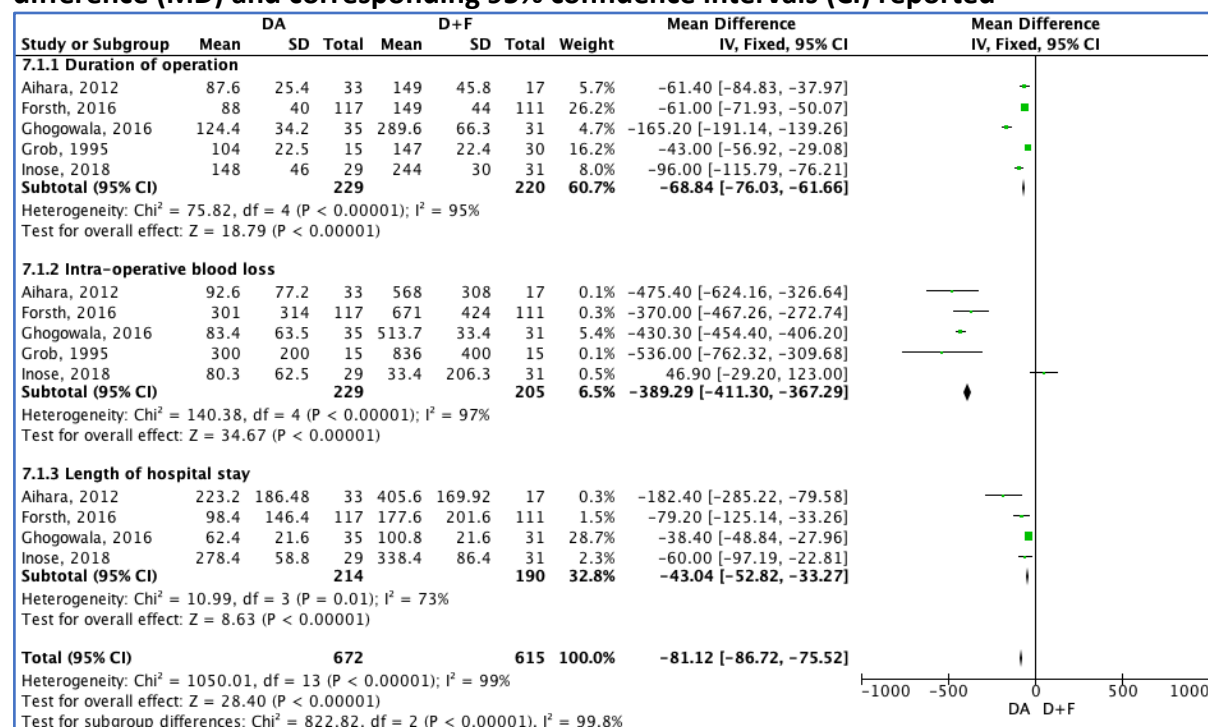 difference (MD) and corresponding 95% confidence intervals (CI) reported
DA D+F Mean Difference Mean Difference
Study or Subgroup Mean SD Total Mean SD Total Weight IV, Fixed, 95% CI IV, Fixed, 95% CI
7.1.1 Duration of operation
Aihara, 2012 87.6 25.4 33 149 45.8 17 5.7% -61.40 [-84.83, -37.97]
Forsth, 2016 88 40 117 149 44 111 26.2% -61.00 [-71.93, -50.07]
Ghogowala, 2016 124.4 34.2 35 289.6 66.3 31 4.7% -165.20 [-191.14, -139.26]
Grob, 1995 104 22.5 15 147 22.4 30 16.2% -43.00 [-56.92, -29.08]
Inose, 2018 148 46 29 244 30 31 8.0% -96.00 [-115.79, -76.21]
Subtotal (95% CI) 229 220 60.7% -68.84 [-76.03, -61.66]
Heterogeneity: Chi² = 75.82, df = 4 (P < 0.00001); I² = 95%
Test for overall effect: Z = 18.79 (P < 0.00001)
7.1.2 Intra-operative blood loss
Aihara, 2012 92.6 77.2 33 568 308 17 0.1% -475.40 [-624.16, -326.64]
Forsth, 2016 301 314 117 671 424 111 0.3% -370.00 [-467.26, -272.74]
Ghogowala, 2016 83.4 63.5 35 513.7 33.4 31 5.4% -430.30 [-454.40, -406.20]
Grob, 1995 300 200 15 836 400 15 0.1% -536.00 [-762.32, -309.68]
Inose, 2018 80.3 62.5 29 33.4 206.3 31 0.5% 46.90 [-29.20, 123.00]
Subtotal (95% CI) 229 205 6.5% -389.29 [-411.30, -367.29]
Heterogeneity: Chi² = 140.38, df = 4 (P < 0.00001); I² = 97%
Test for overall effect: Z = 34.67 (P < 0.00001)
7.1.3 Length of hospital stay
Aihara, 2012 223.2 186.48 33 405.6 169.92 17 0.3% -182.40 [-285.22, -79.58]
Forsth, 2016 98.4 146.4 117 177.6 201.6 111 1.5% -79.20 [-125.14, -33.26]
Ghogowala, 2016 62.4 21.6 35 100.8 21.6 31 28.7% -38.40 [-48.84, -27.96]
Inose, 2018 278.4 58.8 29 338.4 86.4 31 2.3% -60.00 [-97.19, -22.81]
Subtotal (95% CI) 214 190 32.8% -43.04 [-52.82, -33.27]
Heterogeneity: Chi² = 10.99, df = 3 (P = 0.01); I² = 73%
Test for overall effect: Z = 8.63 (P < 0.00001)
Total (95% CI) 672 615 100.0% -81.12 [-86.72, -75.52]
Heterogeneity: Chi² = 1050.01, df = 13 (P < 0.00001); I² = 99%
Test for overall effect: Z = 28.40 (P < 0.00001)
Test for subgroup differences: Chi² = 822.82, df = 2 (P < 0.00001), I² = 99.8%
-1000 -500 0 500 1000
DA D+F